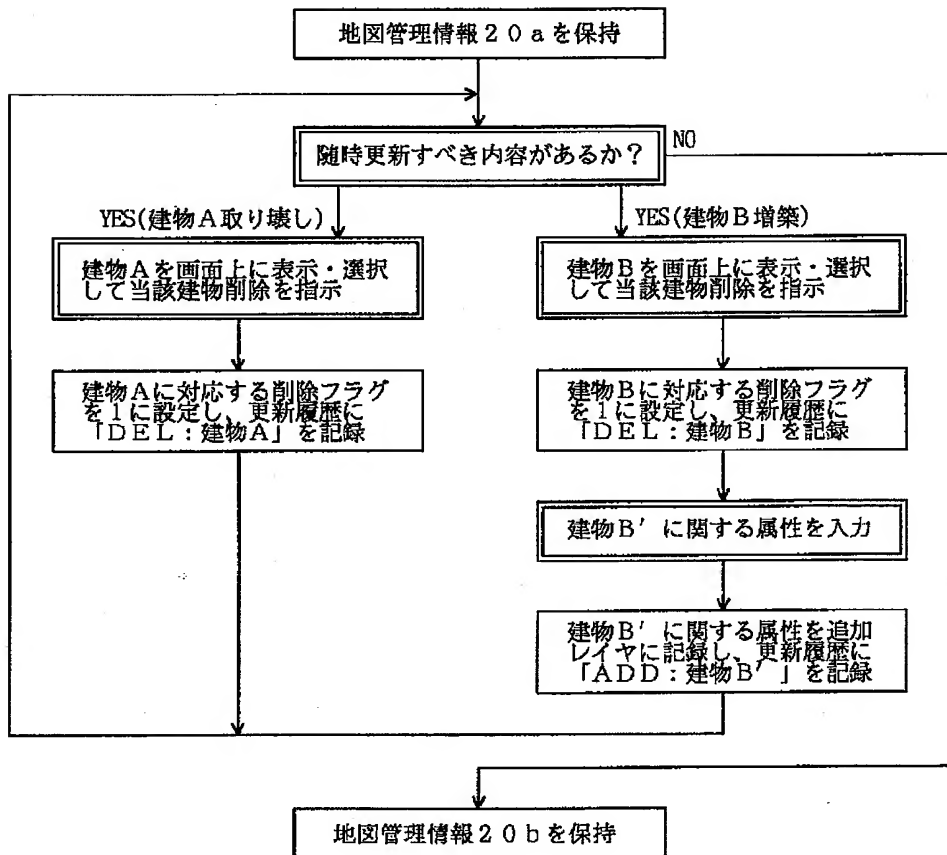 地図管理情報20aを保持
随時更新すべき内容があるか?
NO
YES(建物A取り壊し)
YES(建物B増築)
建物Aを画面上に表示・選択
して当該建物削除を指示
建物Bを画面上に表示・選択
して当該建物削除を指示
建物Aに対応する削除フラグ
を1に設定し、更新履歴に
「DEL:建物A」を記録
建物Bに対応する削除フラグ
を1に設定し、更新履歴に
「DEL:建物B」を記録
建物B'に関する属性を入力
建物B'に関する属性を追加
レイヤに記録し、更新履歴に
「ADD:建物B'」を記録
地図管理情報20bを保持